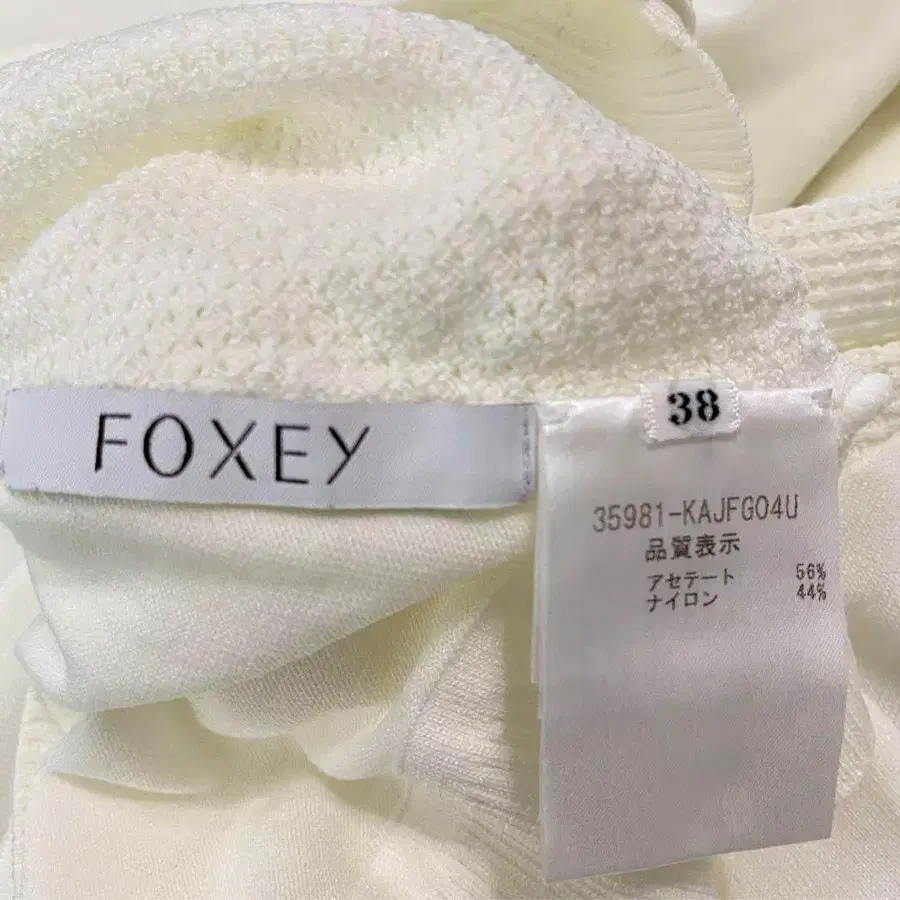 FOXEY
38
35981-KAJFG04U
品質表示
アセテート 56%
ナイロン 44%